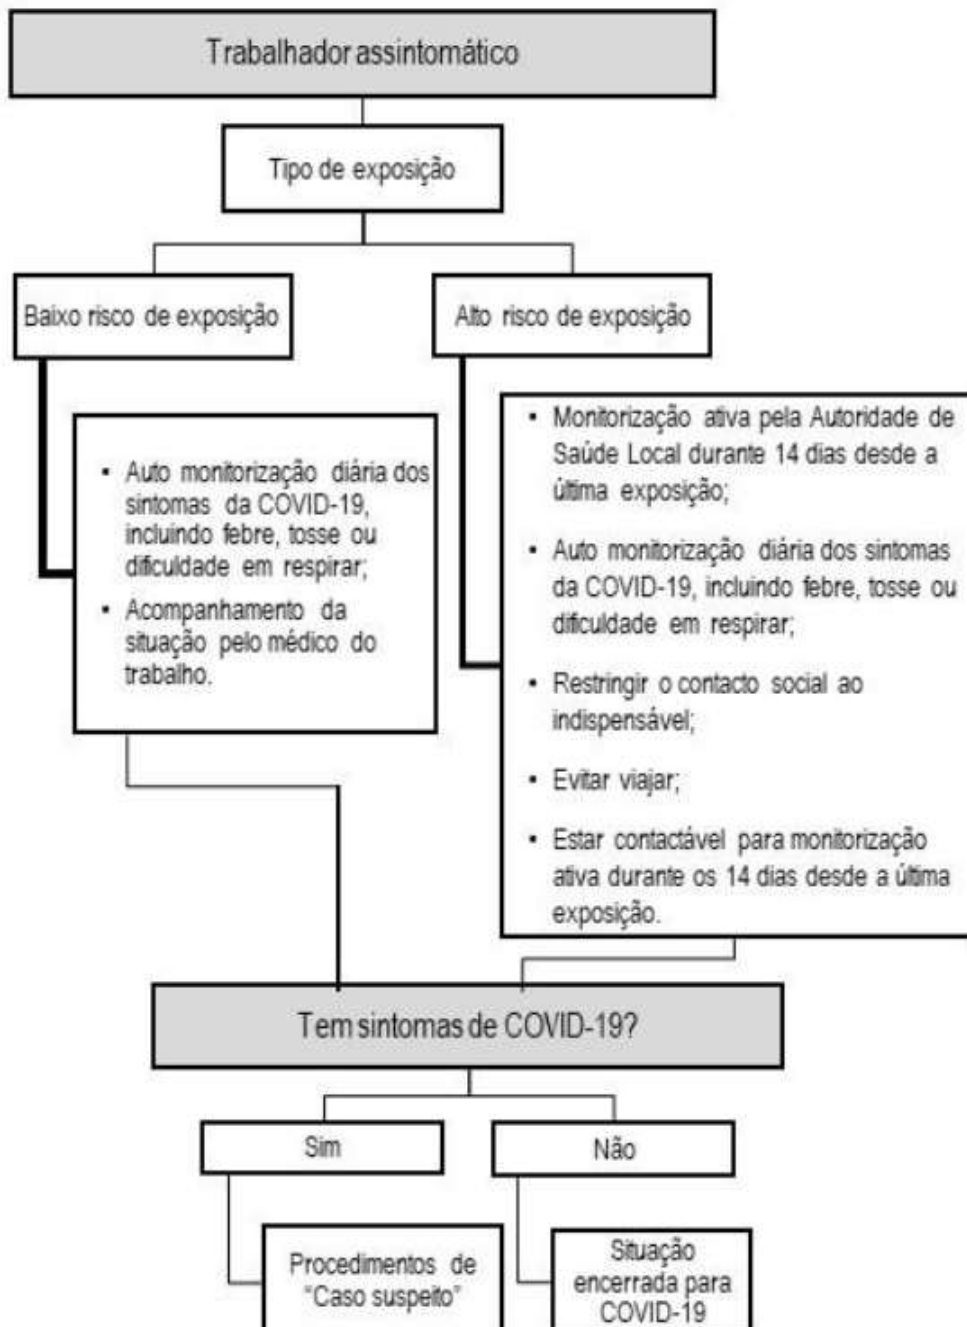 Trabalhador assintomático
Tipo de exposição
Baixo risco de exposição
Alto risco de exposição
• Auto monitorização diária dos
sintomas da COVID-19,
incluindo febre, tosse ou
dificuldade em respirar;
• Acompanhamento da
situação pelo médico do
trabalho.
• Monitorização ativa pela Autoridade de
Saúde Local durante 14 dias desde a
última exposição;
• Auto monitorização diária dos sintomas
da COVID-19, incluindo febre, tosse ou
dificuldade em respirar;
• Restringir o contacto social ao
indispensável;
• Evitar viajar;
• Estar contactável para monitorização
ativa durante os 14 dias desde a última
exposição.
Tem sintomas de COVID-19?
Sim
Não
Procedimentos de
“Caso suspeito”
Situação
encerrada para
COVID-19